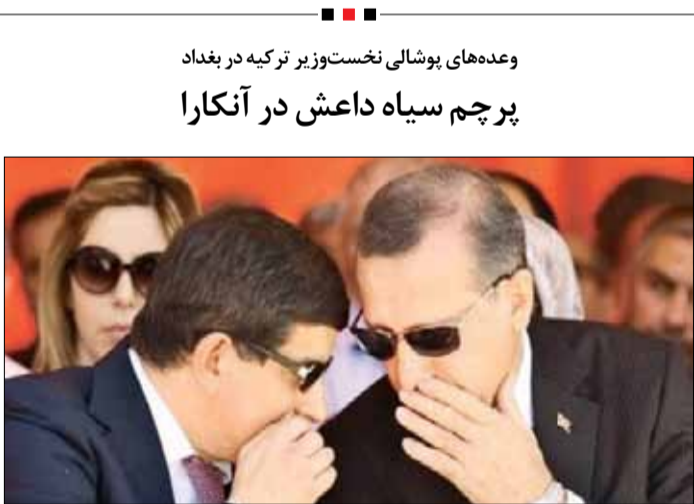 وعده‌های پوشالی نخست‌وزیر ترکیه در بغداد
پرچم سیاه داعش در آنکارا